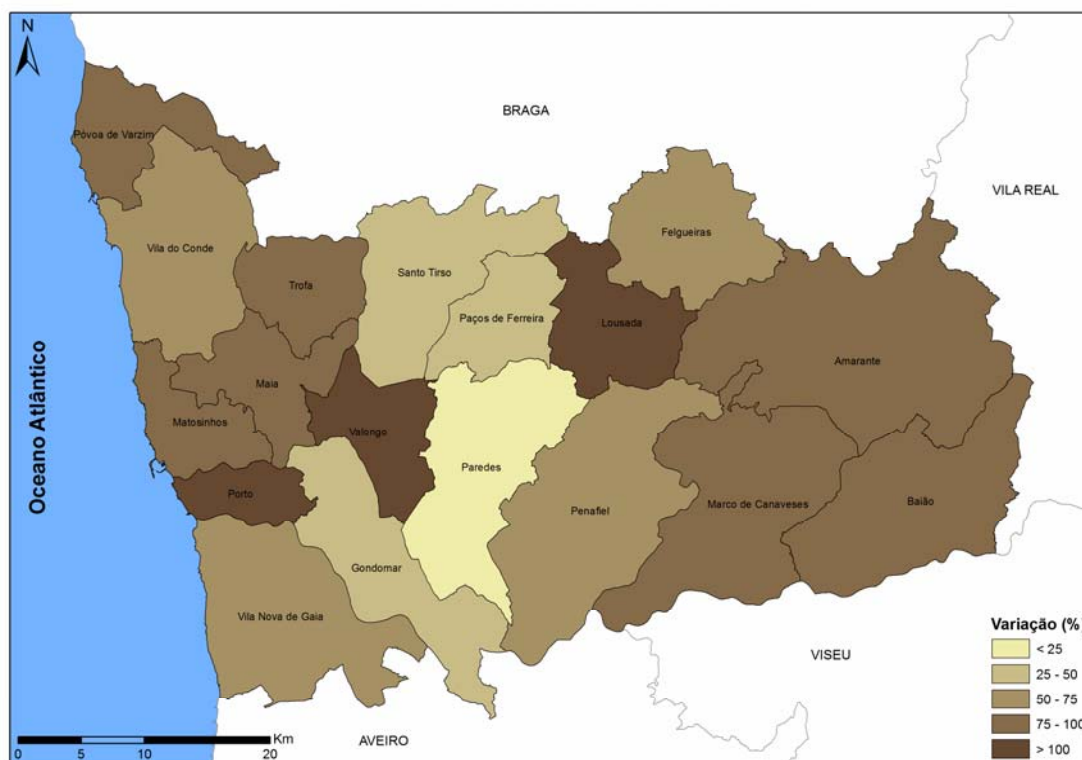 N
BRAGA
Póvoa de Varzim
VILA REAL
Felgueiras
Vila do Conde
Santo Tirso
Trofa
Paços de Ferreira
Lousada
Amarante
Maia
Matosinhos
Valongo
Paredes
Porto
Penafiel
Marco de Canaveses
Baião
Oceano Atlântico
Gondomar
Vila Nova de Gaia
Variação (%)
< 25
25 - 50
50 - 75
75 - 100
> 100
VISEU
AVEIRO
Km
0 5 10 20